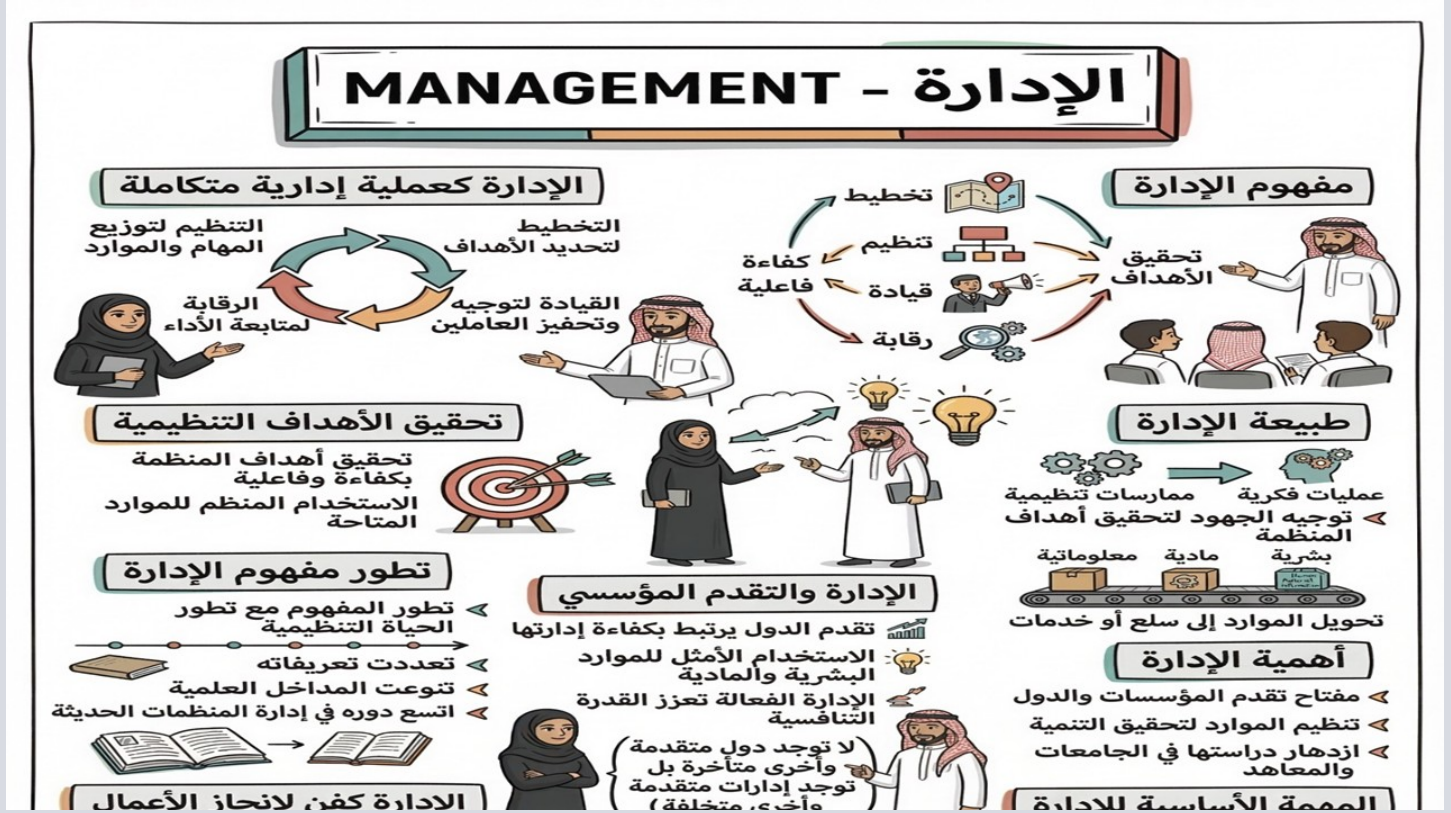 الإدارة - MANAGEMENT
مفهوم الإدارة
تحقيق
الأهداف
تخطيط
تنظيم
قيادة
رقابة
كفاءة
فاعلية
الإدارة كعملية إدارية متكاملة
التخطيط
لتحديد الأهداف
التنظيم لتوزيع
المهام والموارد
القيادة لتوجيه
وتحفيز العاملين
الرقابة
لمتابعة الأداء
طبيعة الإدارة
عمليات فكرية
ممارسات تنظيمية
توجيه الجهود لتحقيق أهداف
المنظمة
بشرية
مادية
معلوماتية
تحويل الموارد إلى سلع أو خدمات
أهمية الإدارة
مفتاح تقدم المؤسسات والدول
تنظيم الموارد لتحقيق التنمية
ازدهار دراستها في الجامعات
والمعاهد
المهمة الأساسية للإدارة
الإدارة والتقدم المؤسسي
تقدم الدول يرتبط بكفاءة إدارتها
الاستخدام الأمثل للموارد
البشرية والمادية
الإدارة الفعالة تعزز القدرة
التنافسية
(لا توجد دول متقدمة
وأخرى متأخرة بل
توجد إدارات متقدمة
وأخرى متخلفة)
تحقيق الأهداف التنظيمية
تحقيق أهداف المنظمة
بكفاءة وفاعلية
الاستخدام المنظم للموارد
المتاحة
تطور مفهوم الإدارة
تطور المفهوم مع تطور
الحياة التنظيمية
تعددت تعريفاته
تنوعت المداخل العلمية
اتسع دوره في إدارة المنظمات الحديثة
الإدارة كفن لإنجاز الأعمال